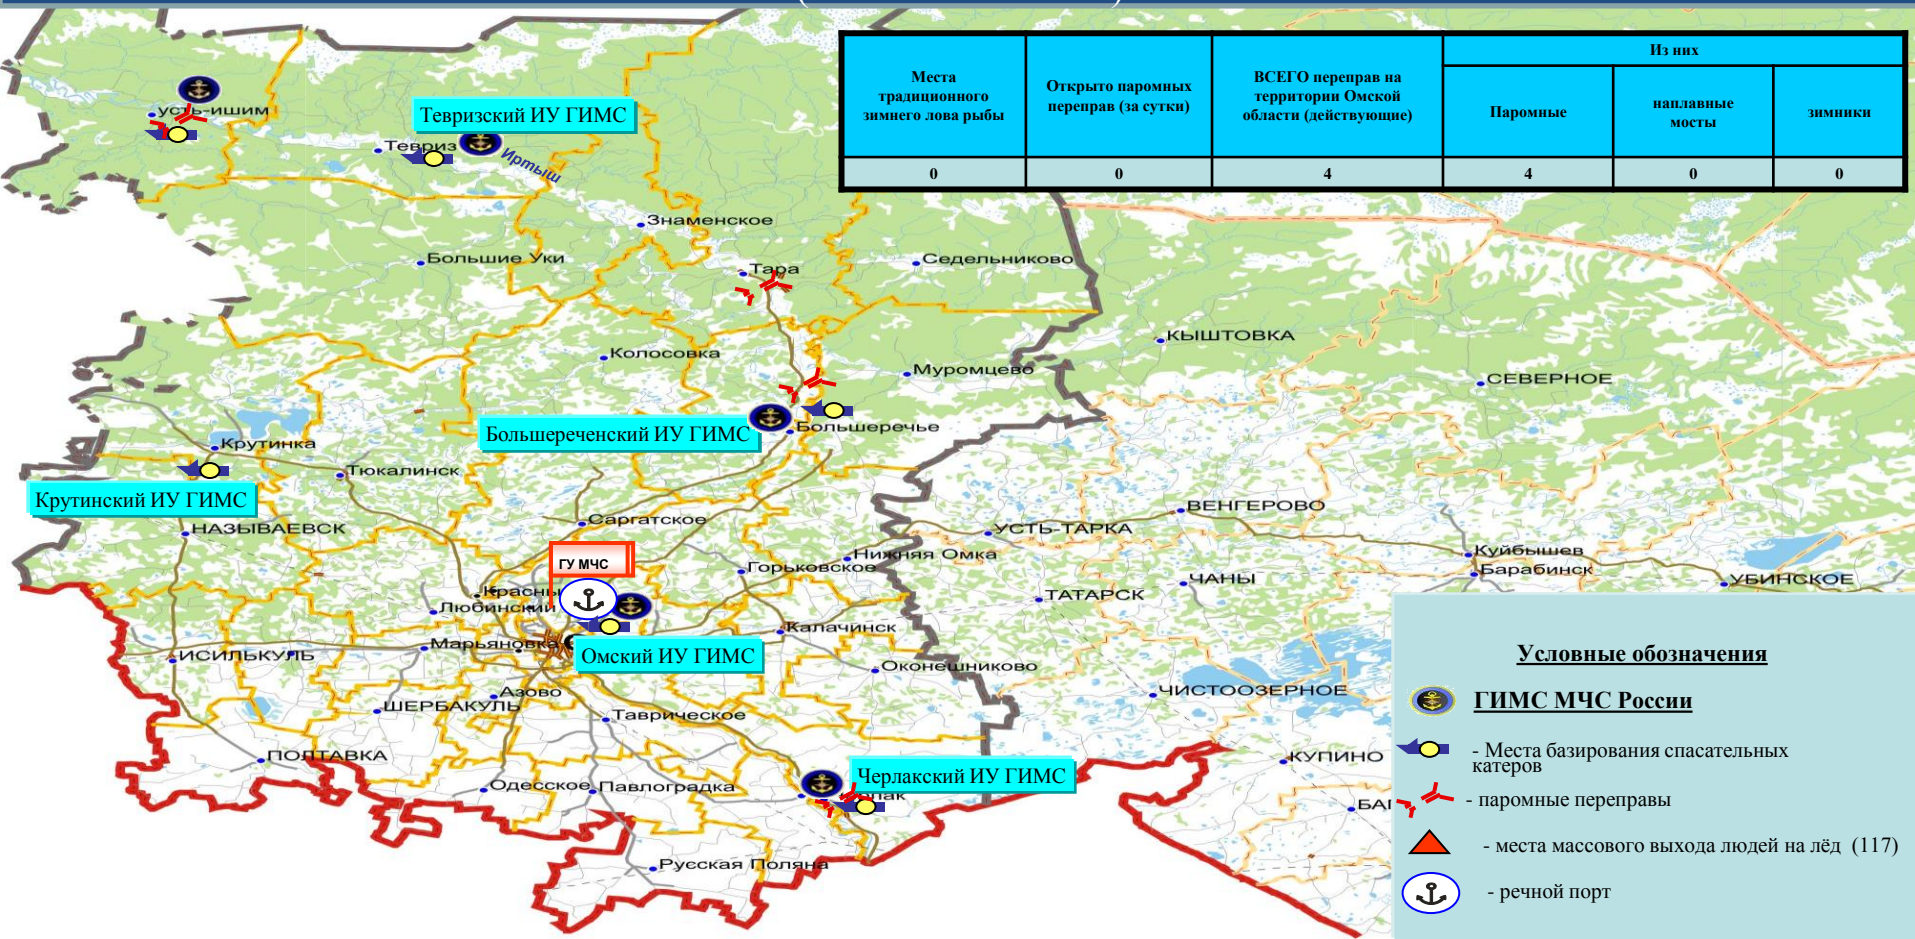 Места
традиционного
зимнего лова рыбы
Открыто паромных
переправ (за сутки)
ВСЕГО переправ на
территории Омской
области (действующие)
Из них
Паромные
наплавные
мосты
зимники
0
0
4
4
0
0
усть-ишим
Тевризский ИУ ГИМС
Тевриз
Иртыш
Знаменское
Большие Уки
Тара
Седельниково
Колосовка
Муромцево
КЫШТОВКА
СЕВЕРНОЕ
Большереченский ИУ ГИМС
Большеречье
Крутинка
Тюкалинск
Крутинский ИУ ГИМС
НАЗЫВАЕВСК
Саргатское
УСТЬ-ТАРКА
ВЕНГЕРОВО
ГУ МЧС
Нижняя Омка
Горьковское
Куйбышев
Барабинск
ЧАНЫ
УБИНСКОЕ
Красны
Любинский
ТАТАРСК
Калачинск
Марьяновка
ИСИЛЬКУЛЬ
Омский ИУ ГИМС
Оконешниково
Азово
ШЕРБАКУЛЬ
Таврическое
ЧИСТООЗЕРНОЕ
ПОЛТАВКА
Одесское
Павлоградка
Черлакский ИУ ГИМС
лак
КУПИНО
БАГ
Русская Поляна
Условные обозначения
ГИМС МЧС России
- Места базирования спасательных
катеров
- паромные переправы
- места массового выхода людей на лёд (117)
- речной порт